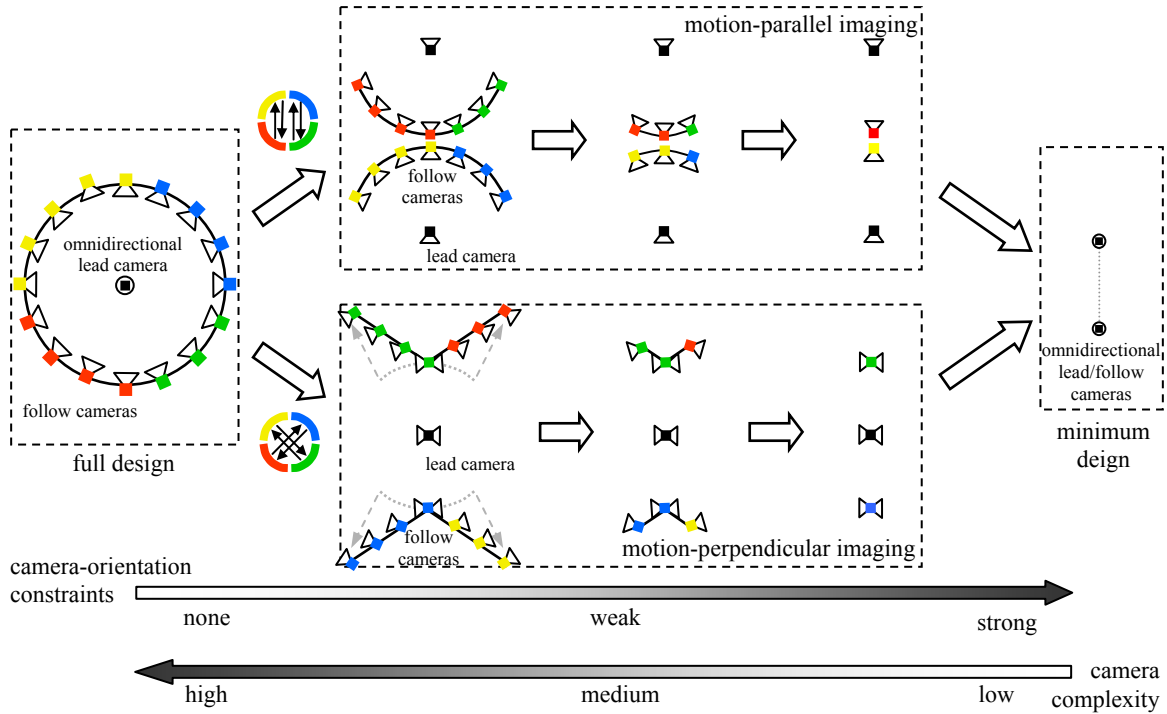 motion-parallel imaging
follow
cameras
lead camera
omnidirectional
lead camera
follow cameras
full design
omnidirectional
lead/follow
cameras
minimum
deign
lead camera
follow
cameras
motion-perpendicular imaging
camera-orientation
constraints
none
weak
strong
high
medium
low
camera
complexity